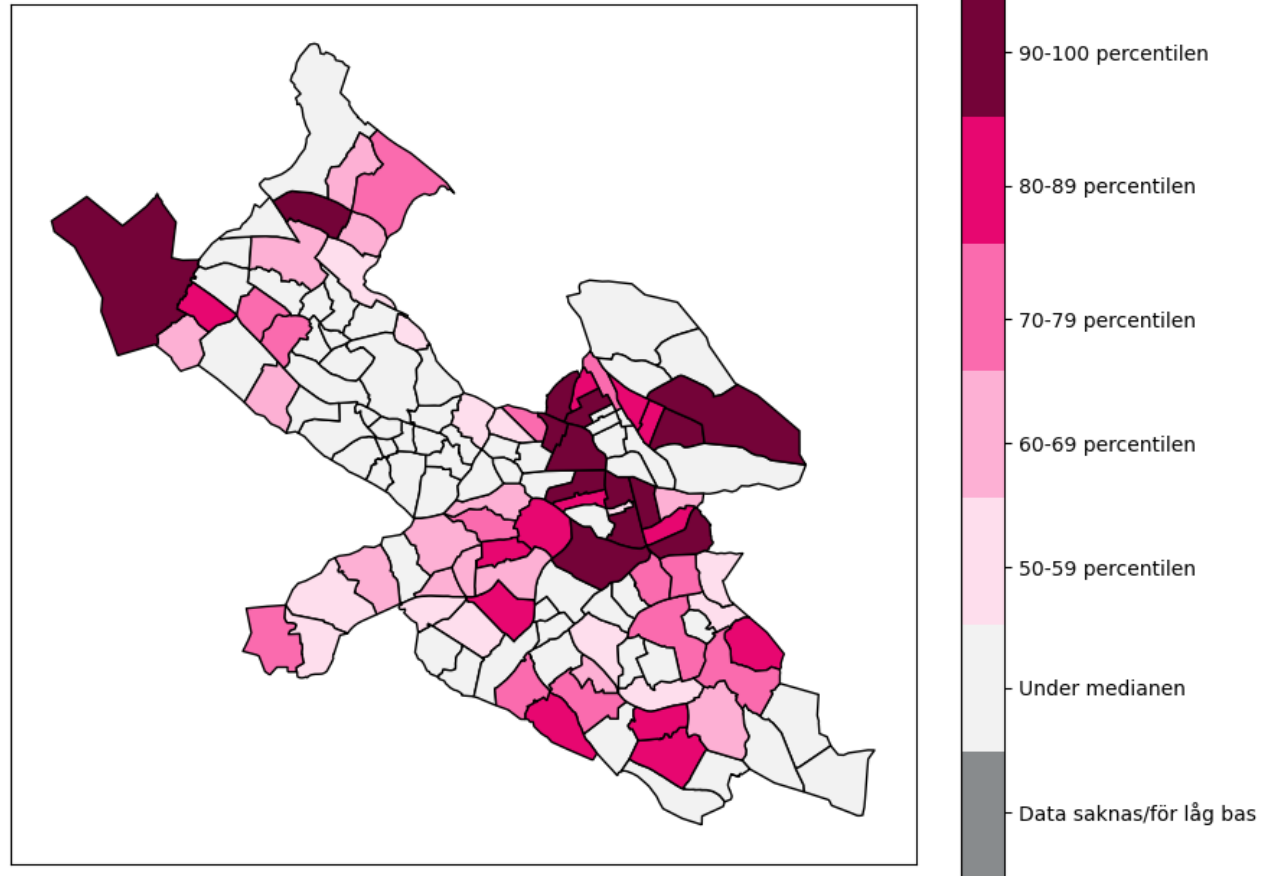 90-100 percentilen
80-89 percentilen
70-79 percentilen
60-69 percentilen
50-59 percentilen
Under medianen
Data saknas/för låg bas